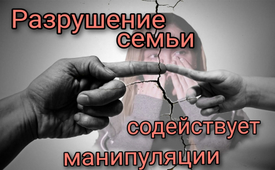 Разрушение
семьи
содействует
манипуляции